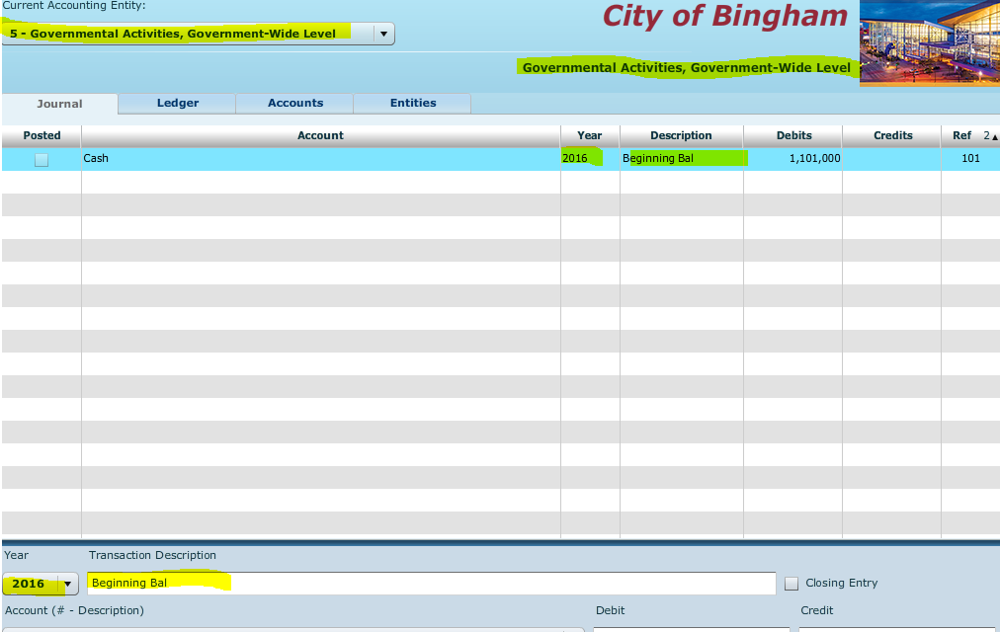 Current Accounting Entity:
City of Bingham
5 - Governmental Activities, Government-Wide Level
Governmental Activities, Government-Wide Level
Journal Ledger Accounts Entities
Posted Account Year Description Debits Credits Ref 2▲
Cash 2016 Beginning Bal 1,101,000 101
Year Transaction Description
2016 Beginning Bal Closing Entry
Account (# - Description) Debit Credit